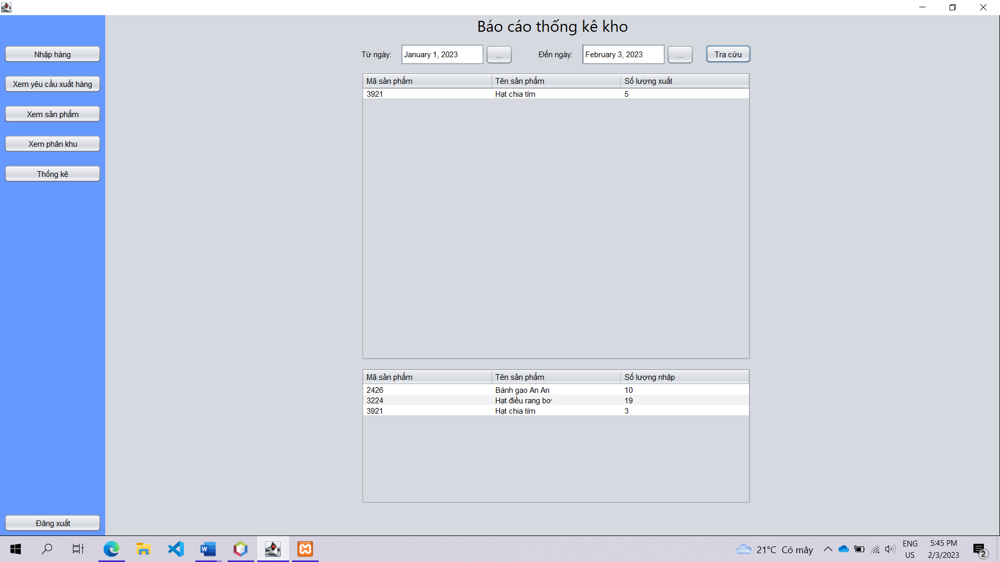 Báo cáo thống kê kho
Từ ngày: January 1, 2023 ... Đến ngày: February 3, 2023 ... Tra cứu
Nhập hàng
Xem yêu cầu xuất hàng
Xem sản phẩm
Xem phân khu
Thống kê
Đăng xuất
Mã sản phẩm Tên sản phẩm Số lượng xuất
3921 Hạt chia tím 5
Mã sản phẩm Tên sản phẩm Số lượng nhập
2426 Bánh gạo An An 10
3224 Hạt điều rang bơ 19
3921 Hạt chia tím 3
W
21°C Có mây
ENG
US
5:45 PM
2/3/2023
2